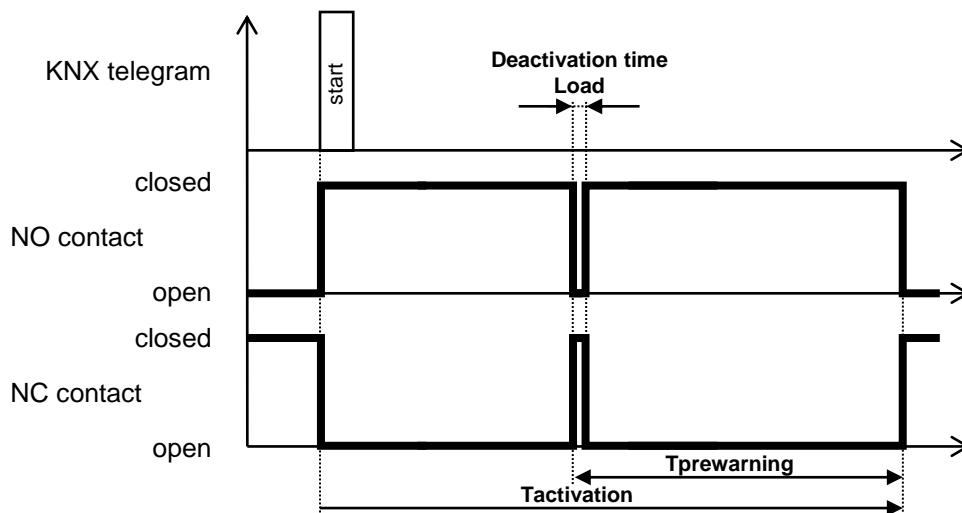 KNX telegram
start
Deactivation time
Load
closed
NO contact
open
closed
NC contact
open
Tprewarning
Tactivation